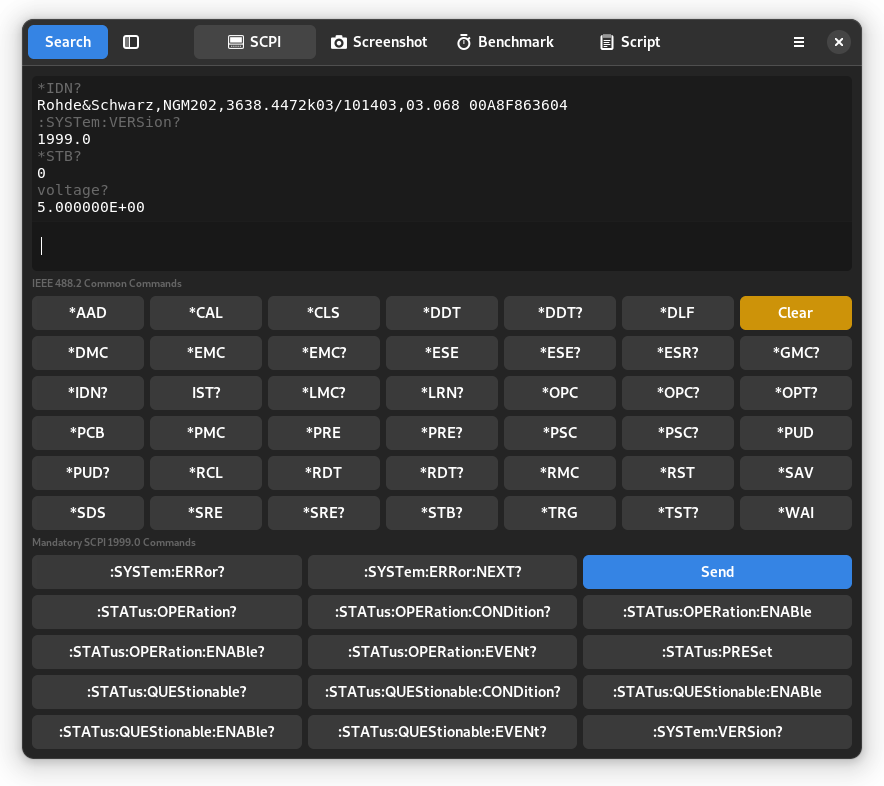 Search SCPI Screenshot Benchmark Script
*IDN?
Rohde&Schwarz,NGM202,3638.4472k03/101403,03.068 00A8F863604
:SYSTem:VERSion?
1999.0
*STB?
0
voltage?
5.000000E+00
IEEE 488.2 Common Commands
*AAD *CAL *CLS *DDT *DDT? *DLF Clear
*DMC *EMC *EMC? *ESE *ESE? *ESR? *GMC?
*IDN? IST? *LMC? *LRN? *OPC *OPC? *OPT?
*PCB *PMC *PRE *PRE? *PSC *PSC? *PUD
*PUD? *RCL *RDT *RDT? *RMC *RST *SAV
*SDS *SRE *SRE? *STB? *TRG *TST? *WAI
Mandatory SCPI 1999.0 Commands
:SYSTem:ERRor? :SYSTem:ERRor:NEXT? Send
:STATus:OPERation? :STATus:OPERation:CONDition? :STATus:OPERation:ENABle
:STATus:OPERation:ENABle? :STATus:OPERation:EVENt? :STATus:PRESet
:STATus:QUEStionable? :STATus:QUEStionable:CONDition? :STATus:QUEStionable:ENABle
:STATus:QUEStionable:ENABle? :STATus:QUEStionable:EVENt? :SYSTem:VERSion?